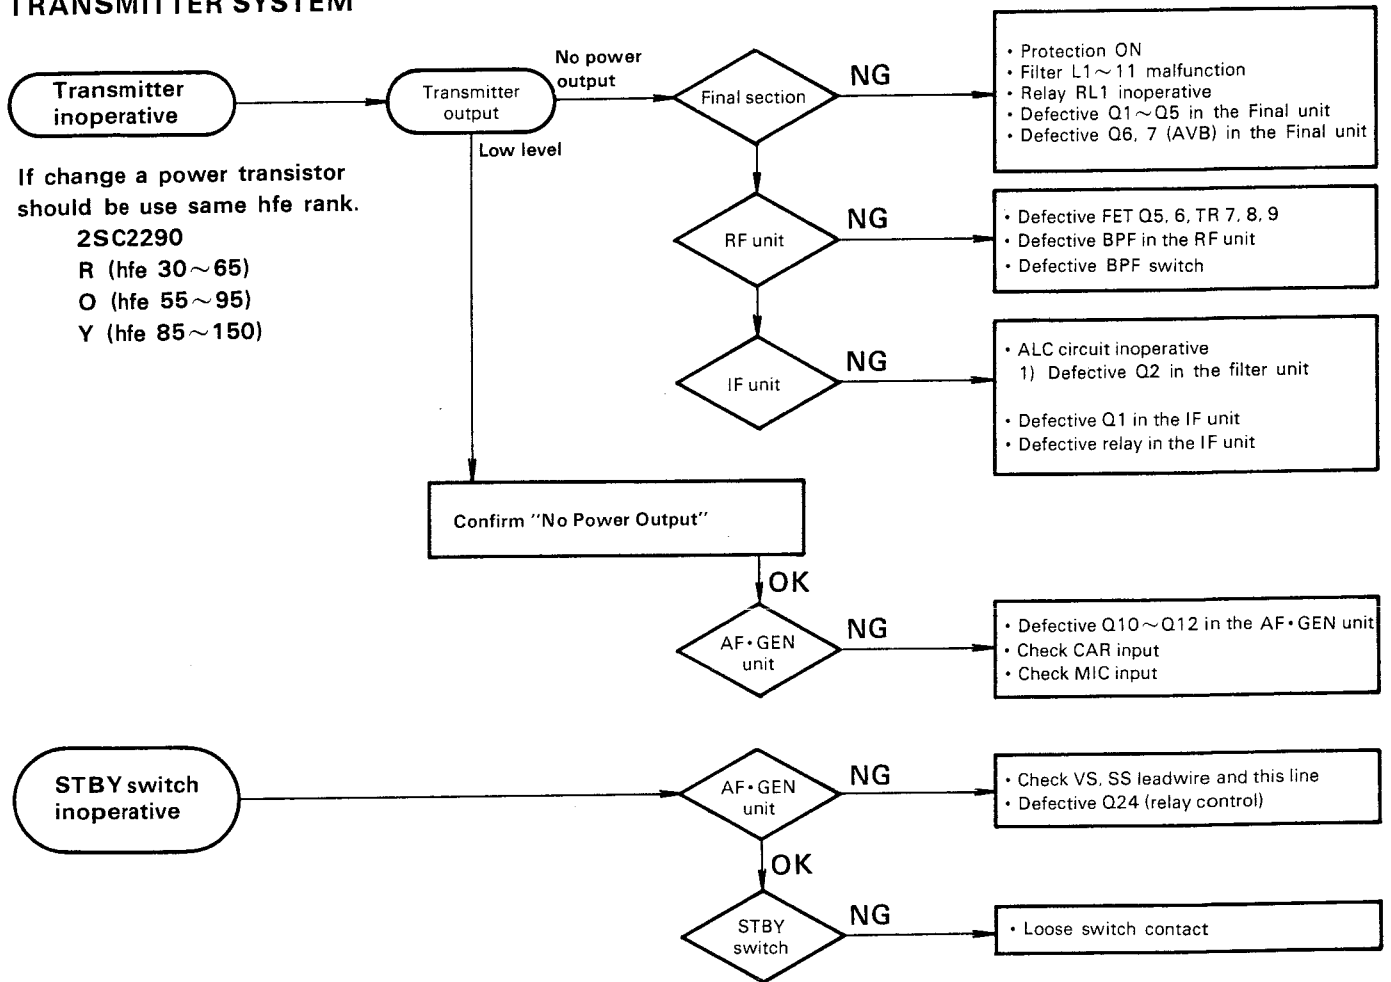 TRANSMITTER SYSTEM
Transmitter
inoperative
Transmitter
output
No power
output
Low level
Final section
NG
• Protection ON
• Filter L1~11 malfunction
• Relay RL1 inoperative
• Defective Q1~Q5 in the Final unit
• Defective Q6, 7 (AVB) in the Final unit
If change a power transistor
should be use same hfe rank.
2SC2290
R (hfe 30~65)
O (hfe 55~95)
Y (hfe 85~150)
RF unit
NG
• Defective FET Q5, 6, TR 7, 8, 9
• Defective BPF in the RF unit
• Defective BPF switch
IF unit
NG
• ALC circuit inoperative
1) Defective Q2 in the filter unit
• Defective Q1 in the IF unit
• Defective relay in the IF unit
Confirm "No Power Output"
OK
AF•GEN
unit
NG
• Defective Q10~Q12 in the AF•GEN unit
• Check CAR input
• Check MIC input
STBY switch
inoperative
AF•GEN
unit
NG
• Check VS, SS leadwire and this line
• Defective Q24 (relay control)
OK
STBY
switch
NG
• Loose switch contact